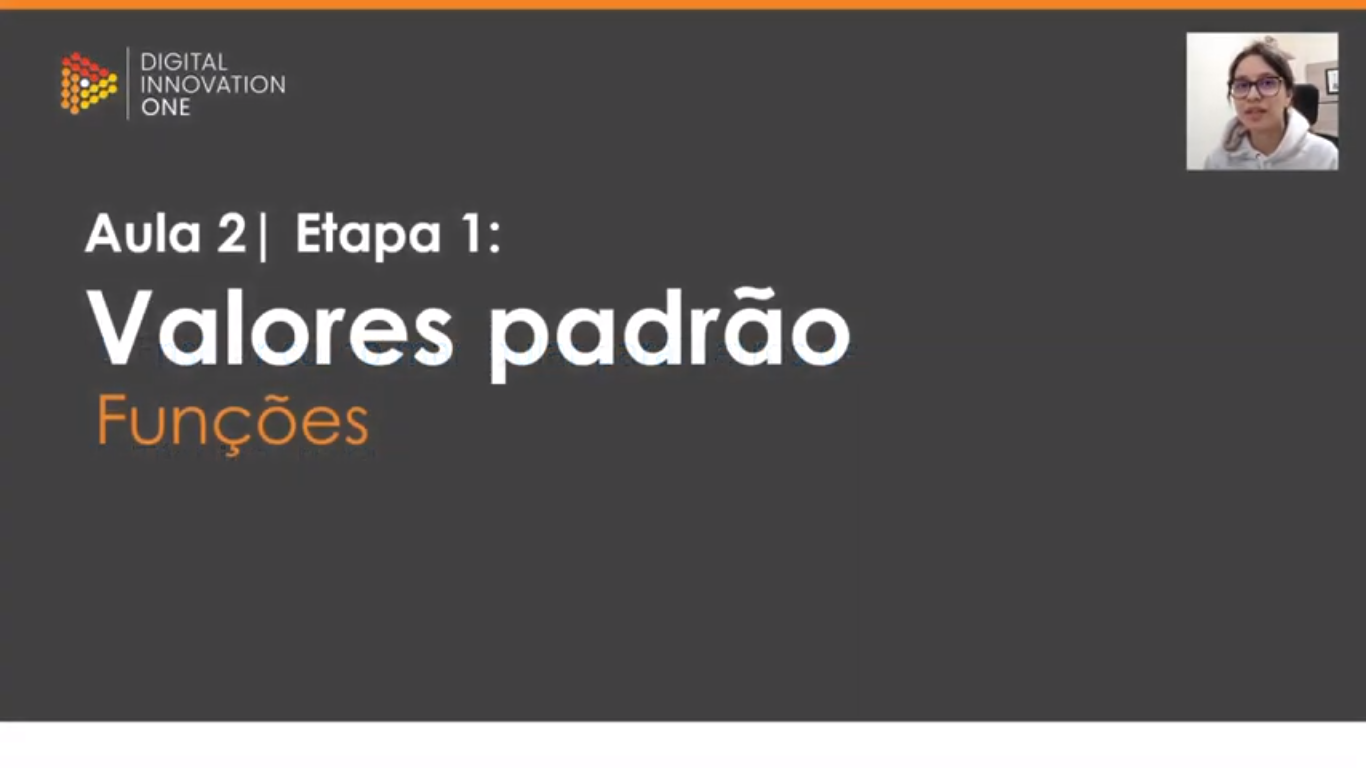 DIGITAL
INNOVATION
ONE
Aula 2| Etapa 1:
Valores padrão
Funções